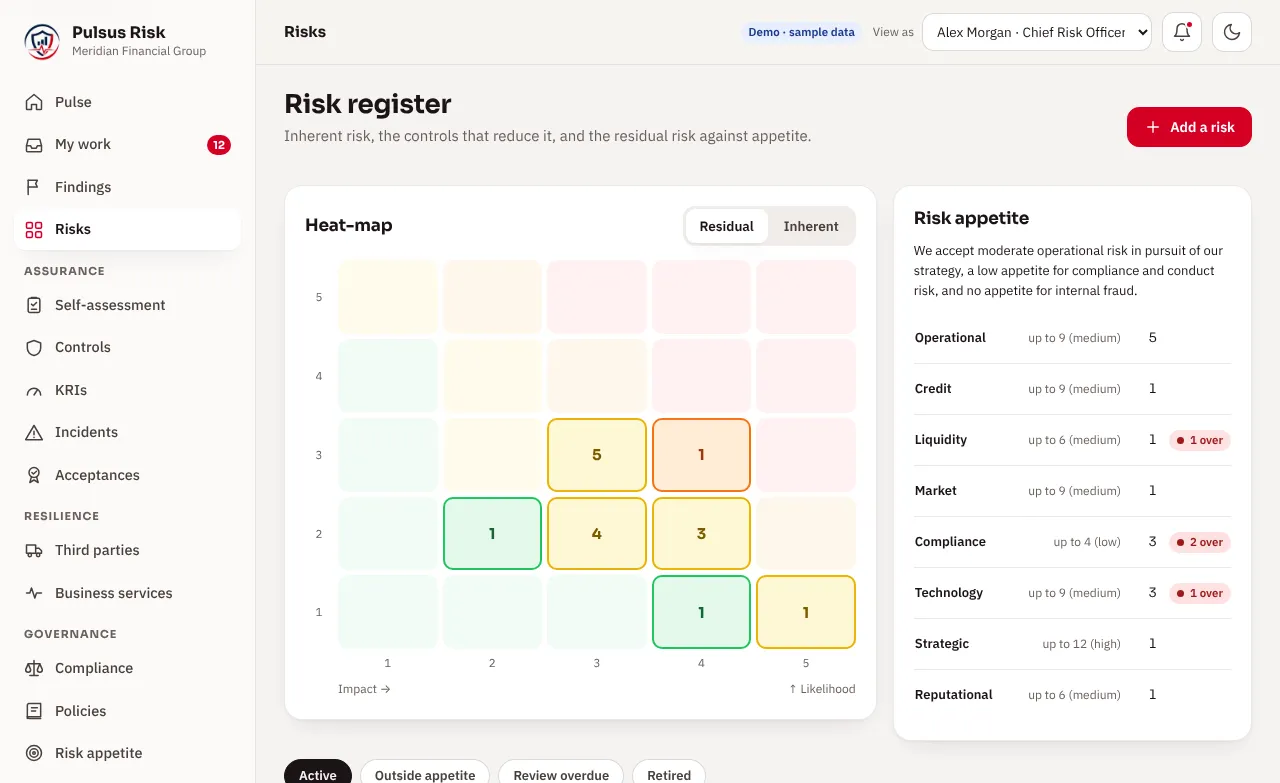 Pulsus Risk
Meridian Financial Group
Pulse
My work 12
Findings
Risks
ASSURANCE
Self-assessment
Controls
KRIs
Incidents
Acceptances
RESILIENCE
Third parties
Business services
GOVERNANCE
Compliance
Policies
Risk appetite
Risks
Demo · sample data
View as
Alex Morgan · Chief Risk Officer
Risk register
Inherent risk, the controls that reduce it, and the residual risk against appetite.
+ Add a risk
Heat-map
Residual Inherent
5
4
3 5 1
2 1 4 3
1 1 1
1 2 3 4 5
Impact → ↑ Likelihood
Risk appetite
We accept moderate operational risk in pursuit of our
strategy, a low appetite for compliance and conduct
risk, and no appetite for internal fraud.
Operational up to 9 (medium) 5
Credit up to 9 (medium) 1
Liquidity up to 6 (medium) 1 1 over
Market up to 9 (medium) 1
Compliance up to 4 (low) 3 2 over
Technology up to 9 (medium) 3 1 over
Strategic up to 12 (high) 1
Reputational up to 6 (medium) 1
Active Outside appetite Review overdue Retired